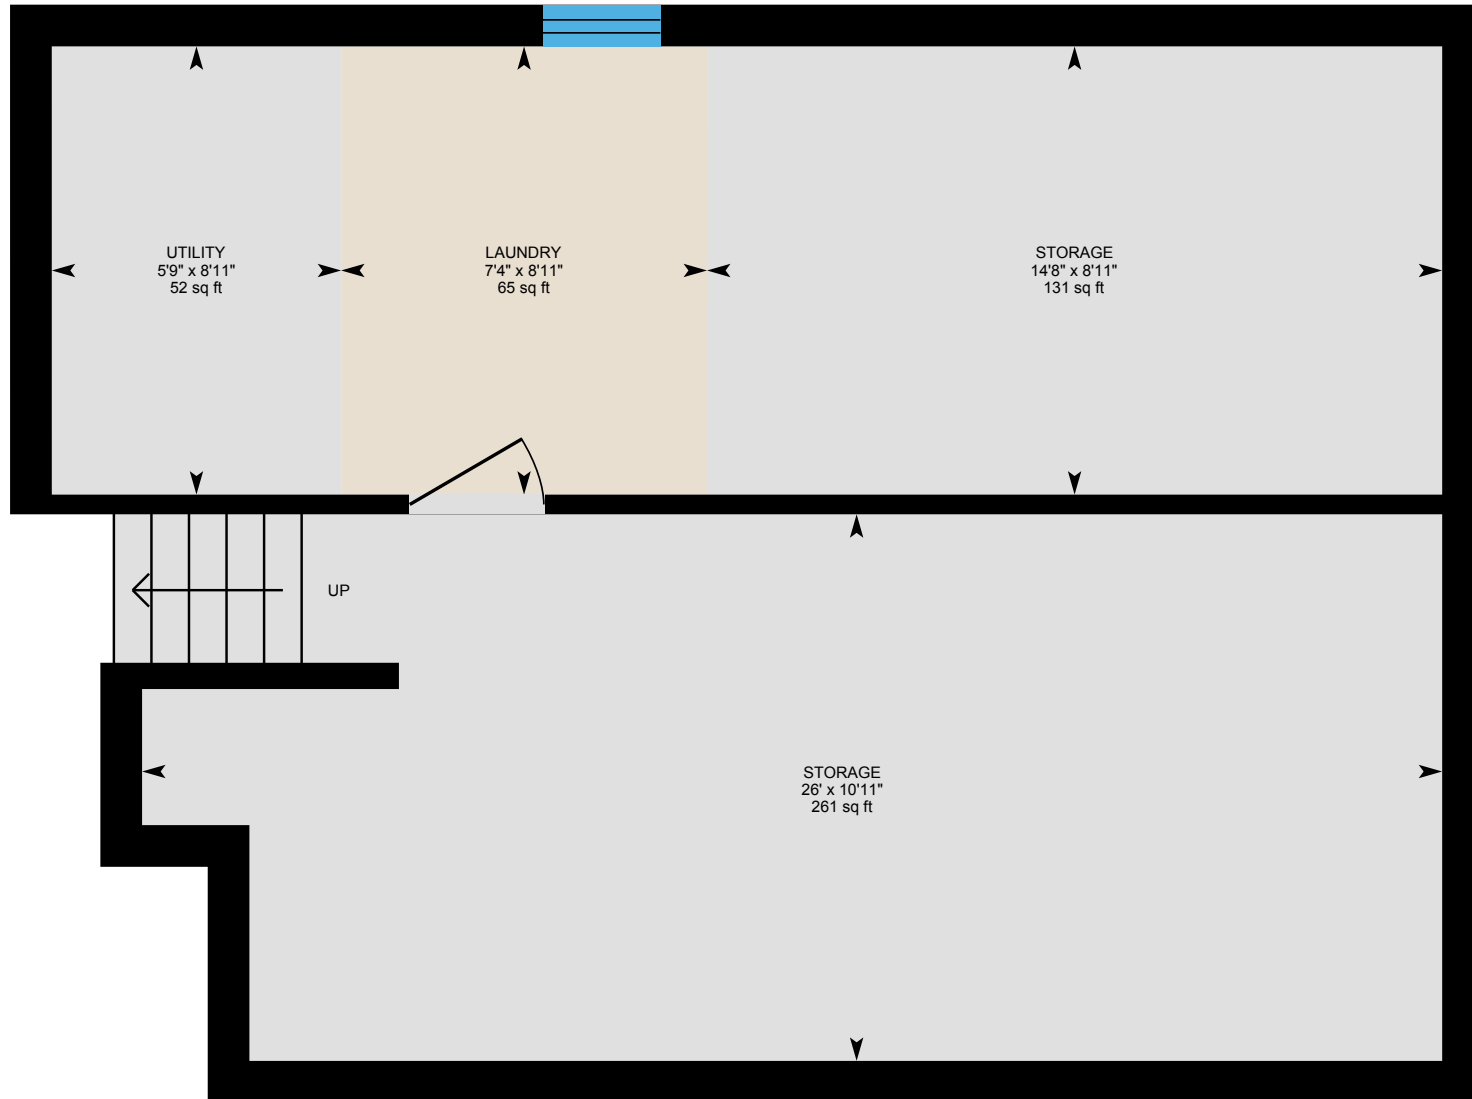 UTILITY
5'9" x 8'11"
52 sq ft
LAUNDRY
7'4" x 8'11"
65 sq ft
STORAGE
14'8" x 8'11"
131 sq ft
UP
STORAGE
26' x 10'11"
261 sq ft